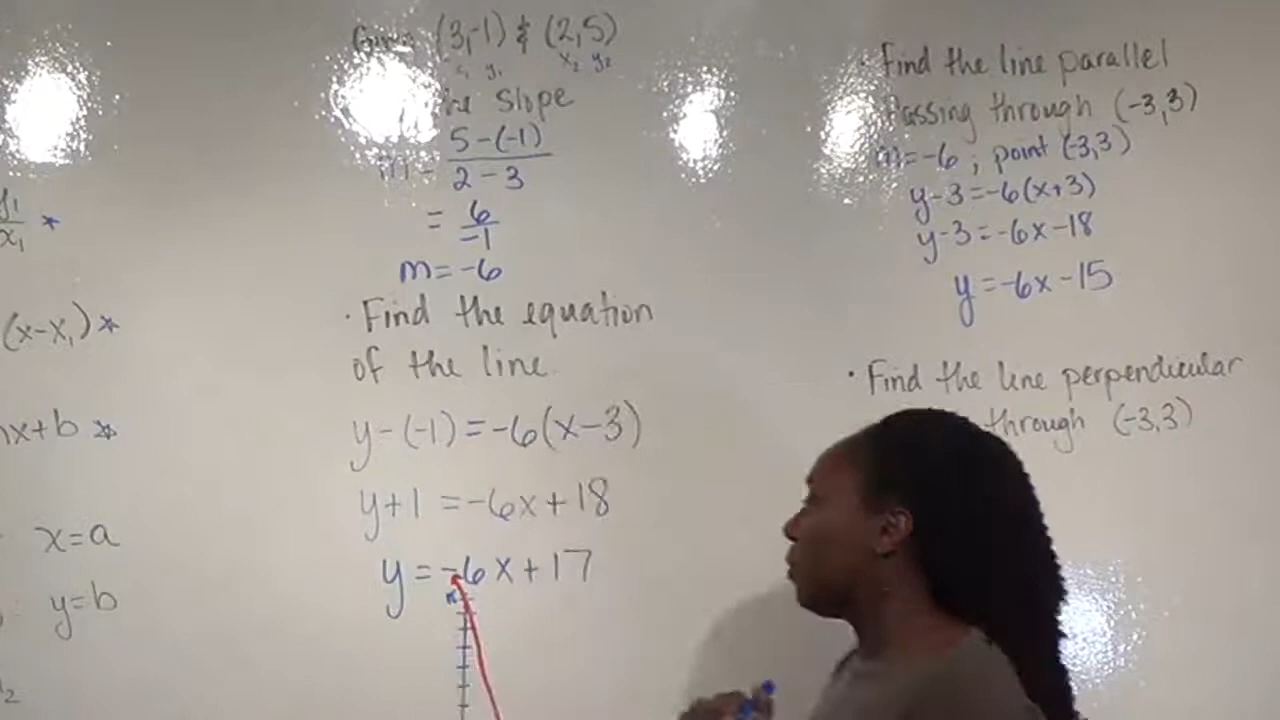 y1
x1 *
(x-x1) *
x+b *
x=a
y=b
2
(3,-1) & (2,5)
x1 y1 x2 y2
the Slope
5-(-1)
2-3
= 6
-1
m=-6
· Find the equation
of the line
y-(-1)=-6(x-3)
y+1=-6x+18
y=-6x+17
· Find the line parallel
Passing through (-3,3)
m=-6; point (-3,3)
y-3=-6(x+3)
y-3=-6x-18
y=-6x-15
· Find the line perpendicular
through (-3,3)